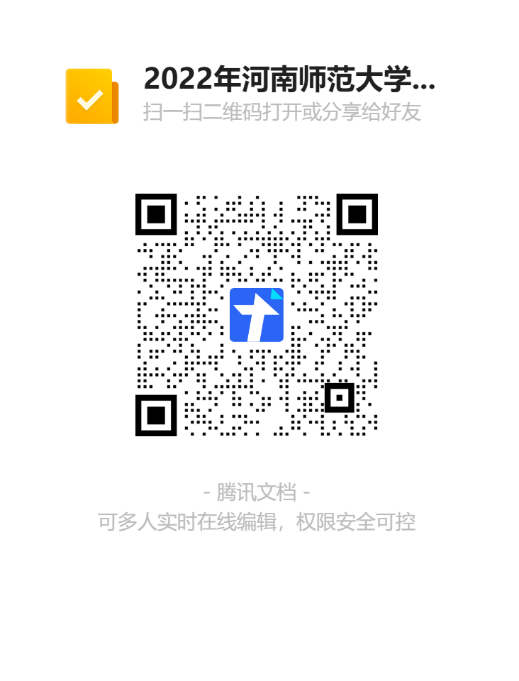 2022年河南师范大学...
扫一扫二维码打开或分享给好友
- 腾讯文档 -
可多人实时在线编辑，权限安全可控